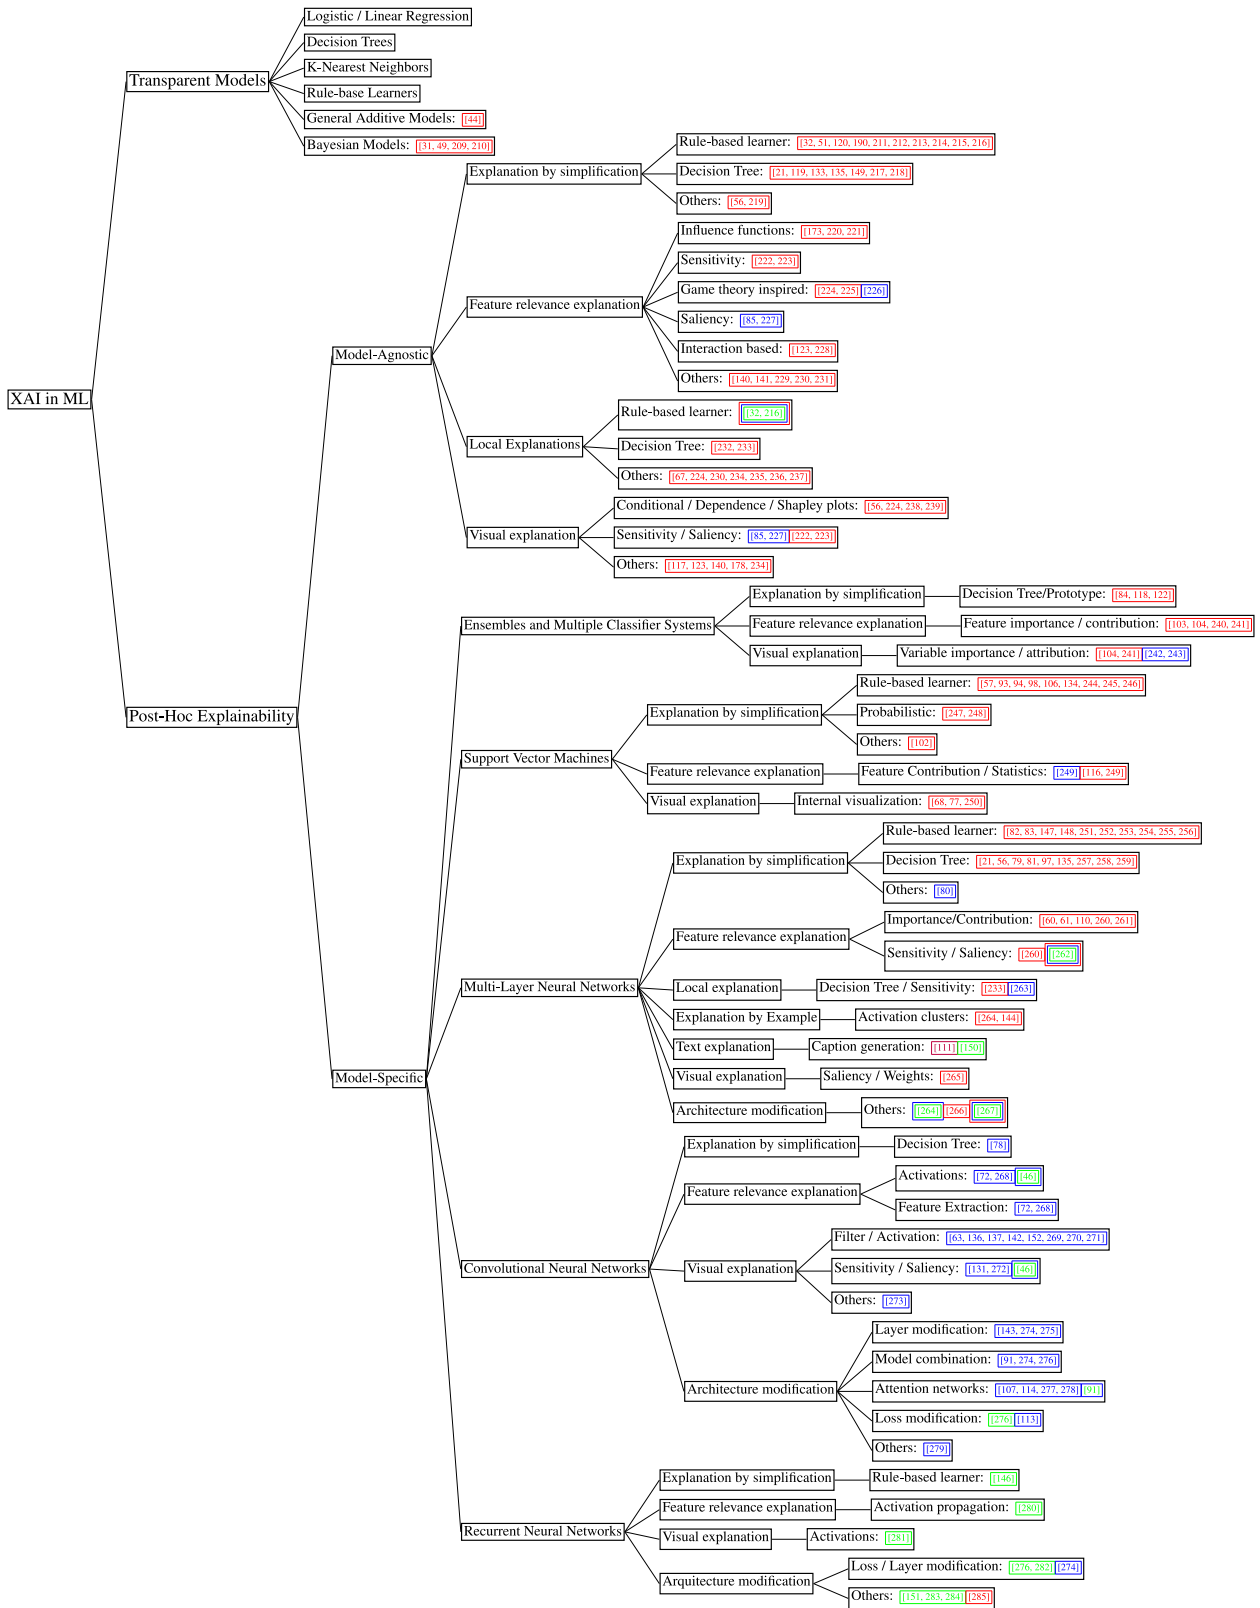 Logistic / Linear Regression
Decision Trees
K-Nearest Neighbors
Transparent Models
Rule-base Learners
General Additive Models: [44]
Bayesian Models: [31, 49, 209, 210]
Rule-based learner: [32, 51, 120, 190, 211, 212, 213, 214, 215, 216]
Explanation by simplification
Decision Tree: [21, 119, 133, 135, 149, 217, 218]
Others: [56, 219]
Influence functions: [173, 220, 221]
Sensitivity: [222, 223]
Game theory inspired: [224, 225] [226]
Feature relevance explanation
Saliency: [85, 227]
Interaction based: [123, 228]
Model-Agnostic
Others: [140, 141, 229, 230, 231]
XAI in ML
Rule-based learner: [32, 216]
Local Explanations
Decision Tree: [232, 233]
Others: [67, 224, 230, 234, 235, 236, 237]
Conditional / Dependence / Shapley plots: [56, 224, 238, 239]
Visual explanation
Sensitivity / Saliency: [85, 227] [222, 223]
Others: [117, 123, 140, 178, 234]
Explanation by simplification
Decision Tree/Prototype: [84, 118, 122]
Ensembles and Multiple Classifier Systems
Feature relevance explanation
Feature importance / contribution: [103, 104, 240, 241]
Visual explanation
Variable importance / attribution: [104, 241] [242, 243]
Post-Hoc Explainability
Rule-based learner: [57, 93, 94, 98, 106, 134, 244, 245, 246]
Explanation by simplification
Probabilistic: [247, 248]
Others: [102]
Support Vector Machines
Feature relevance explanation
Feature Contribution / Statistics: [249] [116, 249]
Visual explanation
Internal visualization: [68, 77, 250]
Rule-based learner: [82, 83, 147, 148, 251, 252, 253, 254, 255, 256]
Explanation by simplification
Decision Tree: [21, 56, 79, 81, 97, 135, 257, 258, 259]
Others: [80]
Importance/Contribution: [60, 61, 110, 260, 261]
Feature relevance explanation
Sensitivity / Saliency: [260] [262]
Multi-Layer Neural Networks
Local explanation
Decision Tree / Sensitivity: [233] [263]
Explanation by Example
Activation clusters: [264, 144]
Text explanation
Caption generation: [111] [150]
Visual explanation
Saliency / Weights: [265]
Model-Specific
Architecture modification
Others: [264] [266] [267]
Explanation by simplification
Decision Tree: [78]
Activations: [72, 268] [46]
Feature relevance explanation
Feature Extraction: [72, 268]
Filter / Activation: [63, 136, 137, 142, 152, 269, 270, 271]
Convolutional Neural Networks
Visual explanation
Sensitivity / Saliency: [131, 272] [46]
Others: [273]
Layer modification: [143, 274, 275]
Model combination: [91, 274, 276]
Architecture modification
Attention networks: [107, 114, 277, 278] [91]
Loss modification: [276] [113]
Others: [279]
Explanation by simplification
Rule-based learner: [146]
Feature relevance explanation
Activation propagation: [280]
Recurrent Neural Networks
Visual explanation
Activations: [281]
Loss / Layer modification: [276, 282] [274]
Arquitecture modification
Others: [151, 283, 284] [285]